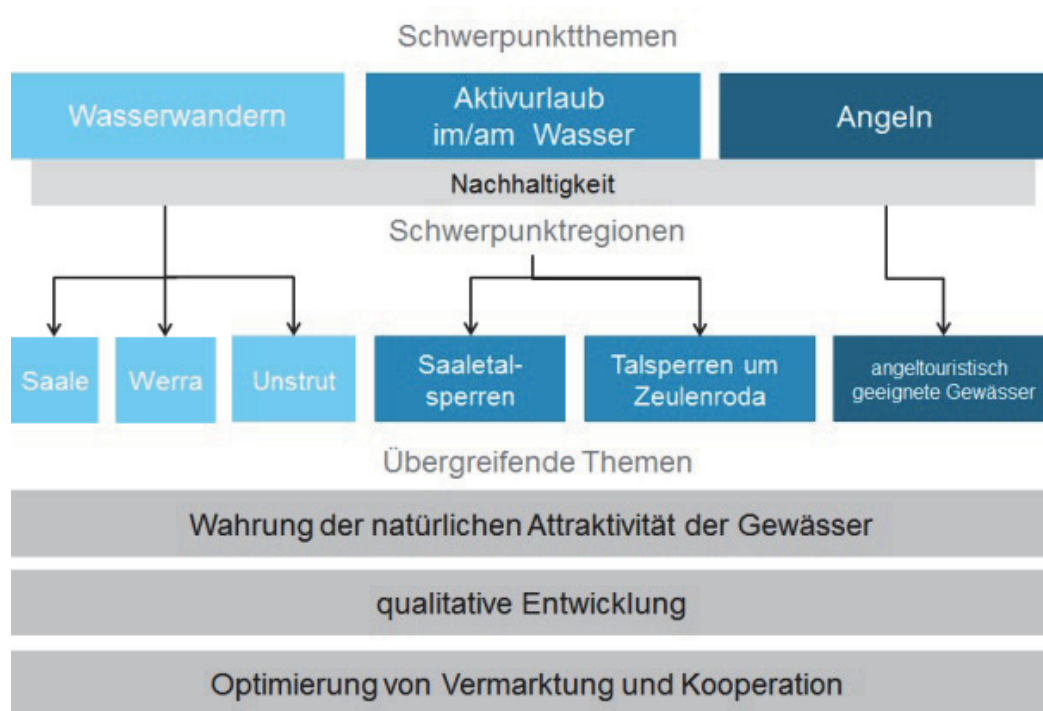 Schwerpunktthemen
Wasserwandern
Aktivurlaub
im/am Wasser
Angeln
Nachhaltigkeit
Schwerpunktregionen
Saale
Werra
Unstrut
Saaletal-
sperren
Talsperren um
Zeulenroda
angeltouristisch
geeignete Gewässer
Übergreifende Themen
Wahrung der natürlichen Attraktivität der Gewässer
qualitative Entwicklung
Optimierung von Vermarktung und Kooperation